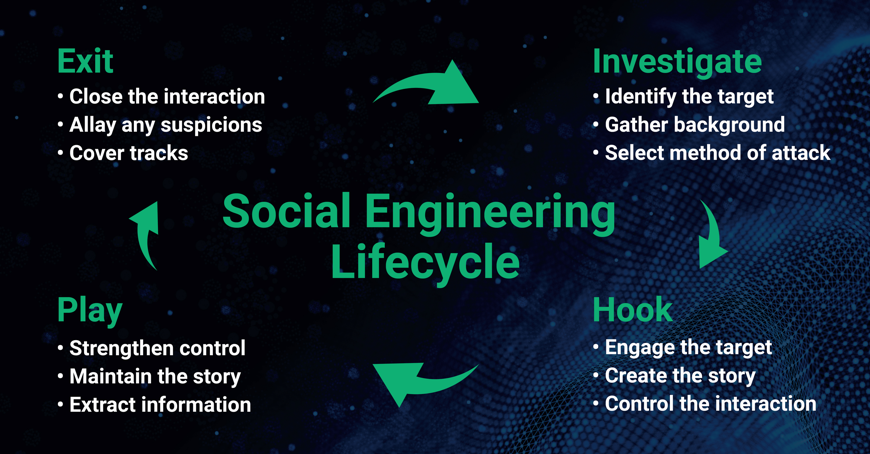 Exit
• Close the interaction
• Allay any suspicions
• Cover tracks
Investigate
• Identify the target
• Gather background
• Select method of attack
Social Engineering
Lifecycle
Play
• Strengthen control
• Maintain the story
• Extract information
Hook
• Engage the target
• Create the story
• Control the interaction